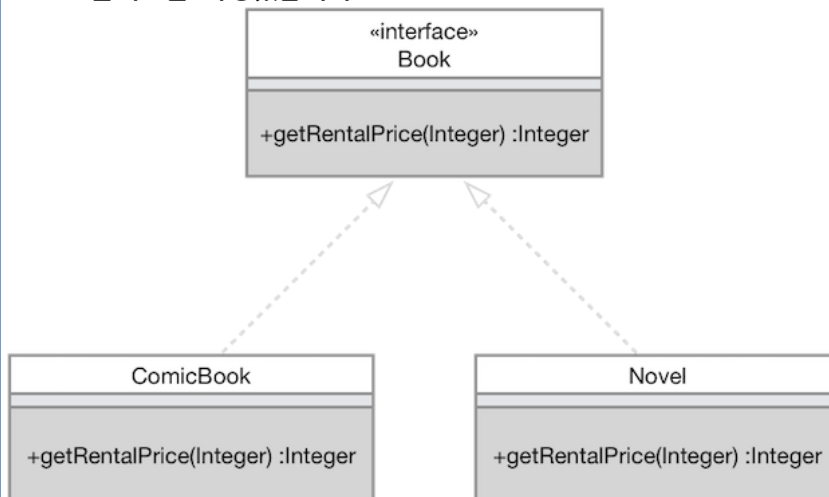 «interface»
Book
+getRentalPrice(Integer) :Integer
ComicBook
Novel
+getRentalPrice(Integer) :Integer
+getRentalPrice(Integer) :Integer